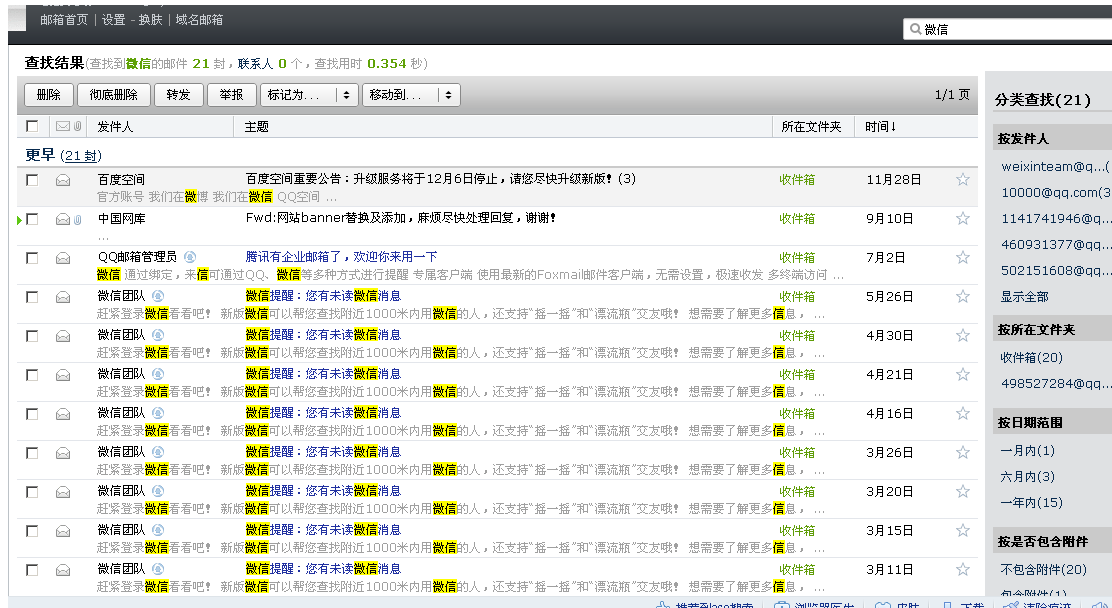 邮箱首页 | 设置 - 换肤 | 域名邮箱
微信
查找结果(查找到微信的邮件 21 封，联系人 0 个，查找用时 0.354 秒)
删除 彻底删除 转发 举报 标记为... 移动到... 1/1 页
发件人 主题 所在文件夹 时间↓
更早 (21 封)
百度空间 百度空间重要公告：升级服务将于12月6日停止，请您尽快升级新版！(3) 收件箱 11月28日
官方账号 我们在微博 我们在微信 QQ空间 ...
中国网库 Fwd:网站banner替换及添加，麻烦尽快处理回复，谢谢！ 收件箱 9月10日
...
QQ邮箱管理员 腾讯有企业邮箱了，欢迎你来用一下 收件箱 7月2日
微信 通过绑定，来信可通过QQ、微信等多种方式进行提醒 专属客户端 使用最新的Foxmail邮件客户端，无需设置，极速收发 多终端访问 ...
微信团队 微信提醒：您有未读微信消息 收件箱 5月26日
赶紧登录微信看看吧！ 新版微信可以帮您查找附近1000米内用微信的人，还支持“摇一摇”和“漂流瓶”交友哦！ 想需要了解更多信息， ...
微信团队 微信提醒：您有未读微信消息 收件箱 4月30日
赶紧登录微信看看吧！ 新版微信可以帮您查找附近1000米内用微信的人，还支持“摇一摇”和“漂流瓶”交友哦！ 想需要了解更多信息， ...
微信团队 微信提醒：您有未读微信消息 收件箱 4月21日
赶紧登录微信看看吧！ 新版微信可以帮您查找附近1000米内用微信的人，还支持“摇一摇”和“漂流瓶”交友哦！ 想需要了解更多信息， ...
微信团队 微信提醒：您有未读微信消息 收件箱 4月16日
赶紧登录微信看看吧！ 新版微信可以帮您查找附近1000米内用微信的人，还支持“摇一摇”和“漂流瓶”交友哦！ 想需要了解更多信息， ...
微信团队 微信提醒：您有未读微信消息 收件箱 3月26日
赶紧登录微信看看吧！ 新版微信可以帮您查找附近1000米内用微信的人，还支持“摇一摇”和“漂流瓶”交友哦！ 想需要了解更多信息， ...
微信团队 微信提醒：您有未读微信消息 收件箱 3月20日
赶紧登录微信看看吧！ 新版微信可以帮您查找附近1000米内用微信的人，还支持“摇一摇”和“漂流瓶”交友哦！ 想需要了解更多信息， ...
微信团队 微信提醒：您有未读微信消息 收件箱 3月15日
赶紧登录微信看看吧！ 新版微信可以帮您查找附近1000米内用微信的人，还支持“摇一摇”和“漂流瓶”交友哦！ 想需要了解更多信息， ...
微信团队 微信提醒：您有未读微信消息 收件箱 3月11日
赶紧登录微信看看吧！ 新版微信可以帮您查找附近1000米内用微信的人，还支持“摇一摇”和“漂流瓶”交友哦！ 想需要了解更多信息， ...
分类查找(21)
按发件人
weixinteam@q...(
10000@qq.com(3
1141741946@q...
460931377@qq...
502151608@qq...
显示全部
按所在文件夹
收件箱(20)
498527284@qq...
按日期范围
一月内(1)
六月内(3)
一年内(15)
按是否包含附件
不包含附件(20)
包含附件(1)
推荐到360搜索 浏览器医生 皮肤 下载 清除痕迹